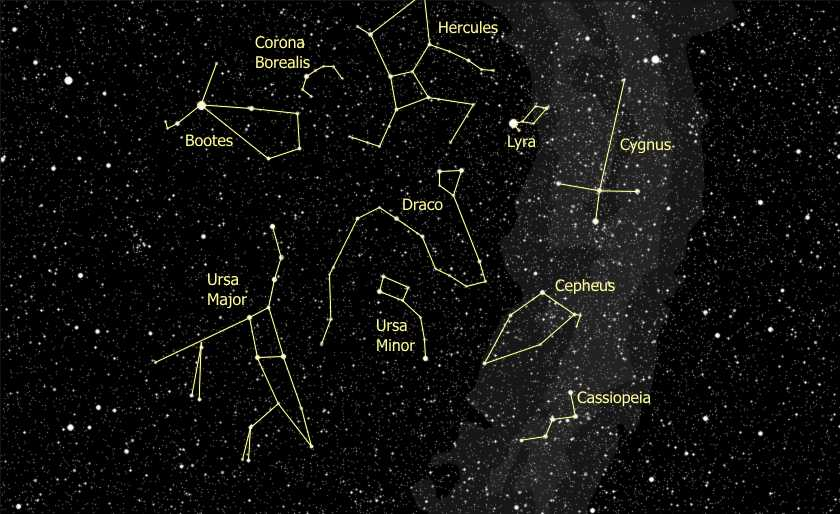 Hercules
Corona
Borealis
Bootes
Lyra
Cygnus
Draco
Ursa
Major
Cepheus
Ursa
Minor
Cassiopeia